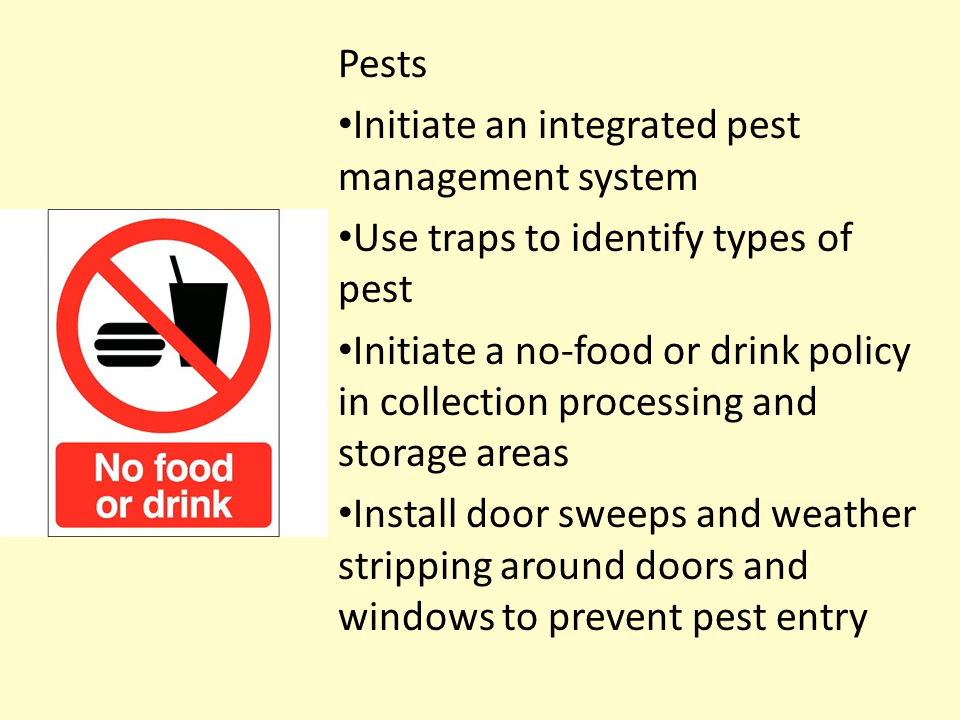 Pests
•Initiate an integrated pest
management system
•Use traps to identify types of
pest
•Initiate a no-food or drink policy
in collection processing and
storage areas
•Install door sweeps and weather
stripping around doors and
windows to prevent pest entry
No food
or drink